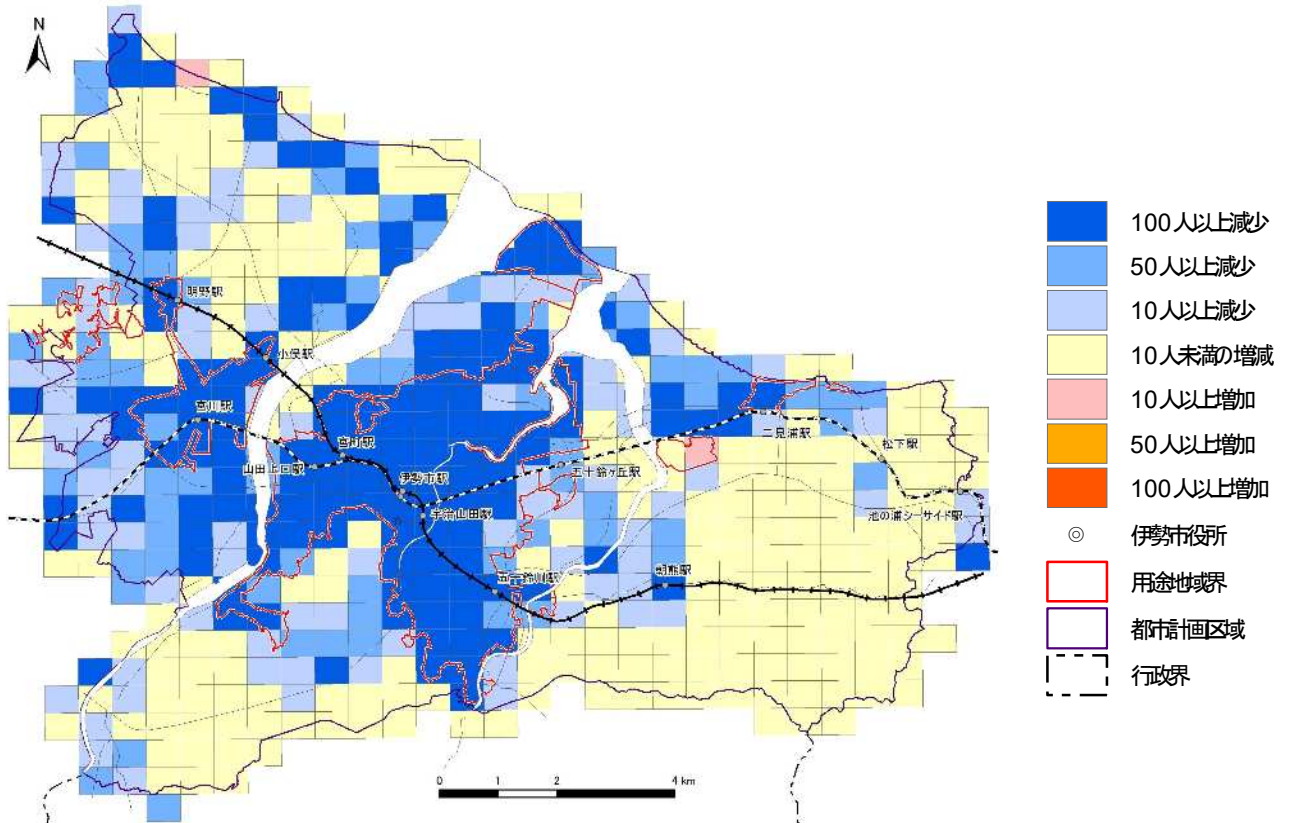 N
明野駅
小俣駅
宮川駅
宮町駅
山田上口駅
伊勢市駅
宇治山田駅
五十鈴ヶ丘駅
二見浦駅
松下駅
池の浦シーサイド駅
五十鈴川駅
朝熊駅
0 1 2 4 km
100人以上減少
50人以上減少
10人以上減少
10人未満の増減
10人以上増加
50人以上増加
100人以上増加
伊勢市役所
用途地域界
都市計画区域
行政界